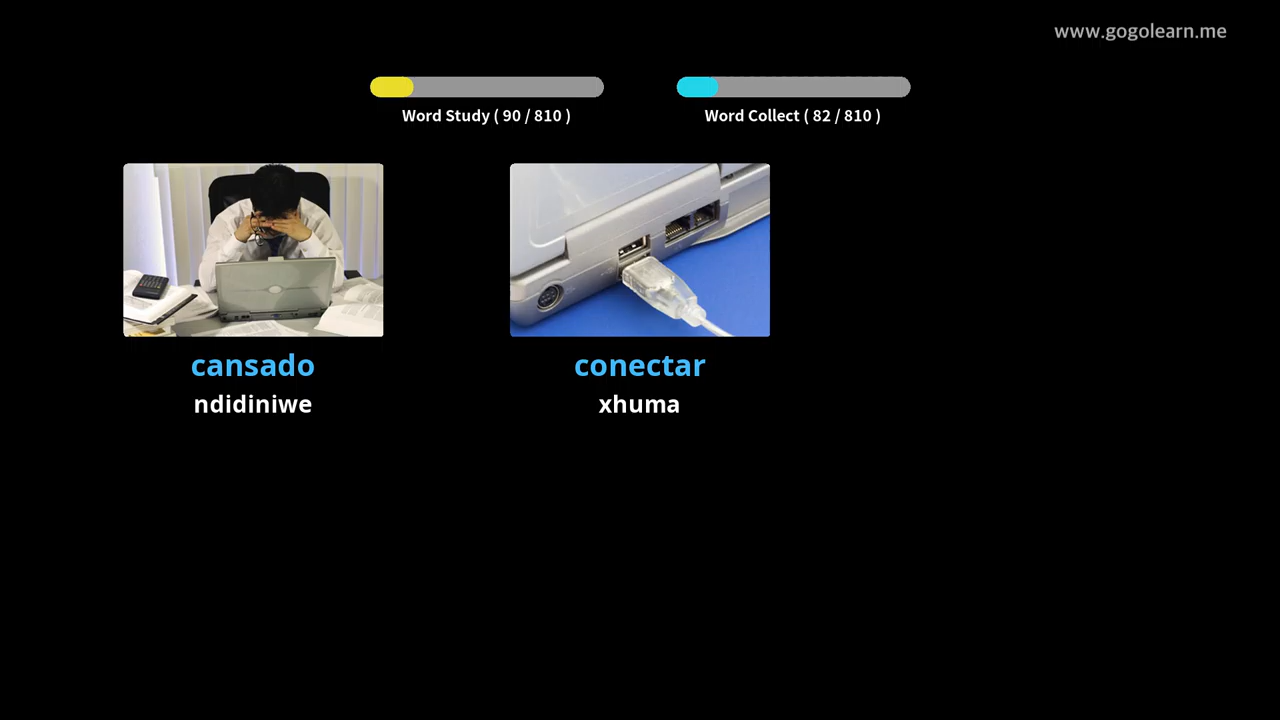 www.gogolearn.me
Word Study ( 90 / 810 )
Word Collect ( 82 / 810 )
cansado
ndidiniwe
conectar
xhuma